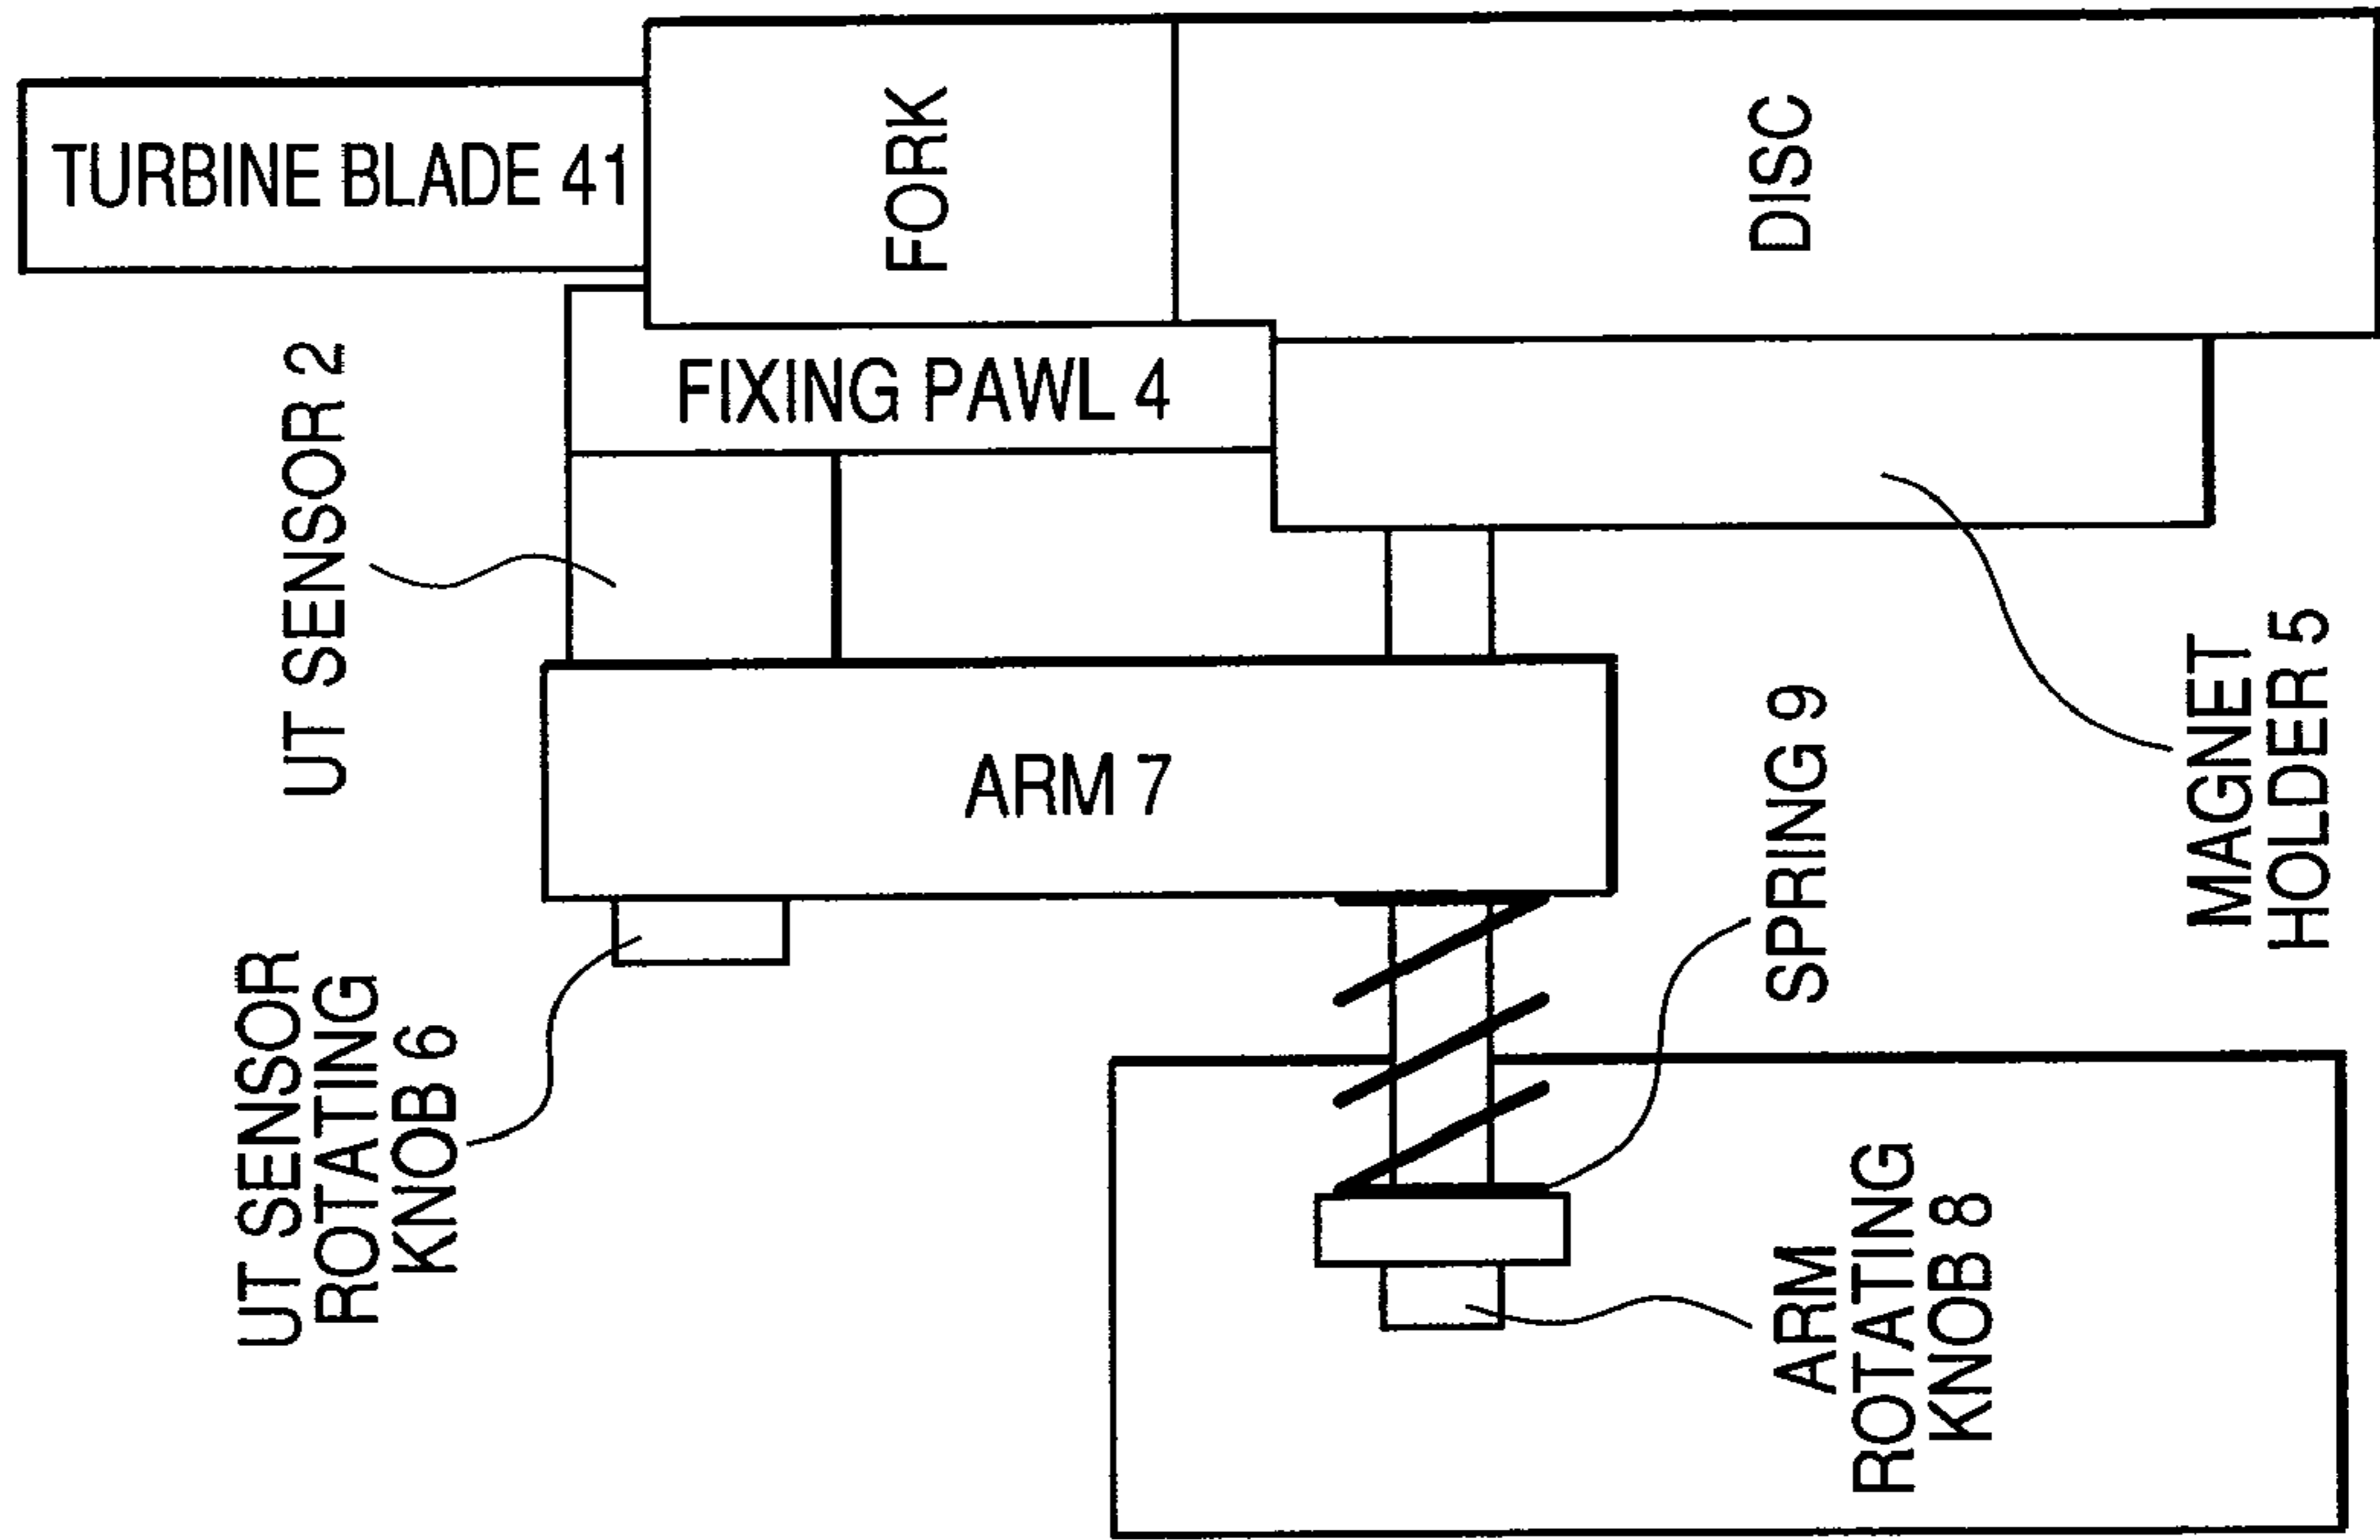 TURBINE BLADE 41
FORK
DISC
UT SENSOR 2
FIXING PAWL 4
ARM 7
MAGNET
HOLDER 5
SPRING 9
UT SENSOR
ROTATING
KNOB 6
ARM
ROTATING
KNOB 8